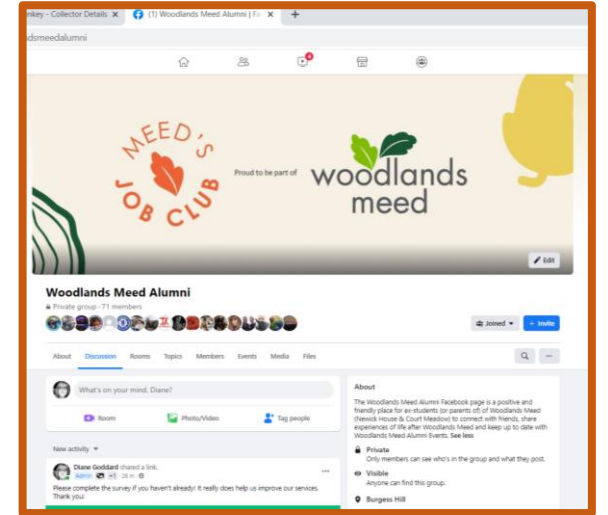 nkey - Collector Details
(1) Woodlands Meed Alumni | Fa
dsmeedalumni
4
MEED'S JOB CLUB
Proud to be part of
woodlands
meed
Edit
Woodlands Meed Alumni
Private group · 71 members
Joined
+ Invite
About Discussion Rooms Topics Members Events Media Files
What's on your mind, Diane?
Room Photo/Video Tag people
New activity
Diane Goddard shared a link.
Admin +1 · 26 m
Please complete the survey if you haven't already! It really does help us improve our services.
Thank you!
About
The Woodlands Meed Alumni Facebook page is a positive and
friendly place for ex-students (or parents of) of Woodlands Meed
(Newick House & Court Meadow) to connect with friends, share
experiences of life after Woodlands Meed and keep up to date with
Woodlands Meed Alumni Events. See less
Private
Only members can see who's in the group and what they post.
Visible
Anyone can find this group.
Burgess Hill